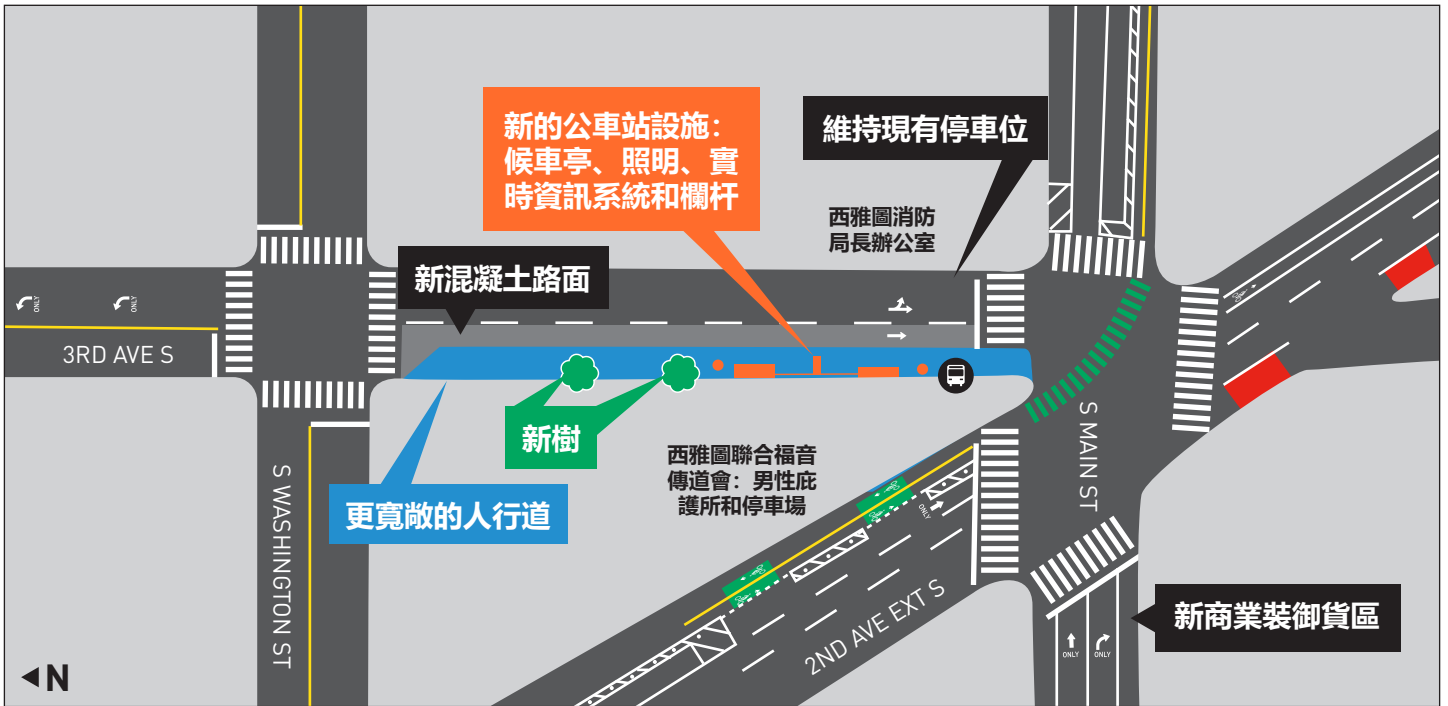 新的公車站設施：
候車亭、照明、實
時資訊系統和欄杆
維持現有停車位
西雅圖消防
局長辦公室
新混凝土路面
ONLY
ONLY
3RD AVE S
新樹
更寬敞的人行道
西雅圖聯合福音
傳道會：男性庇
護所和停車場
ONLY
S MAIN ST
S WASHINGTON ST
2ND AVE EXT S
新商業裝御貨區
ONLY
ONLY
N